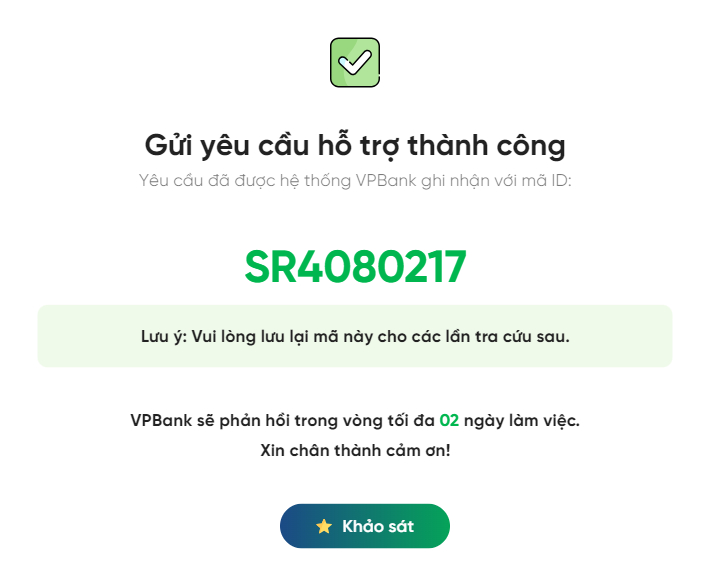 Gửi yêu cầu hỗ trợ thành công
Yêu cầu đã được hệ thống VPBank ghi nhận với mã ID:
SR4080217
Lưu ý: Vui lòng lưu lại mã này cho các lần tra cứu sau.
VPBank sẽ phản hồi trong vòng tối đa 02 ngày làm việc.
Xin chân thành cảm ơn!
Khảo sát